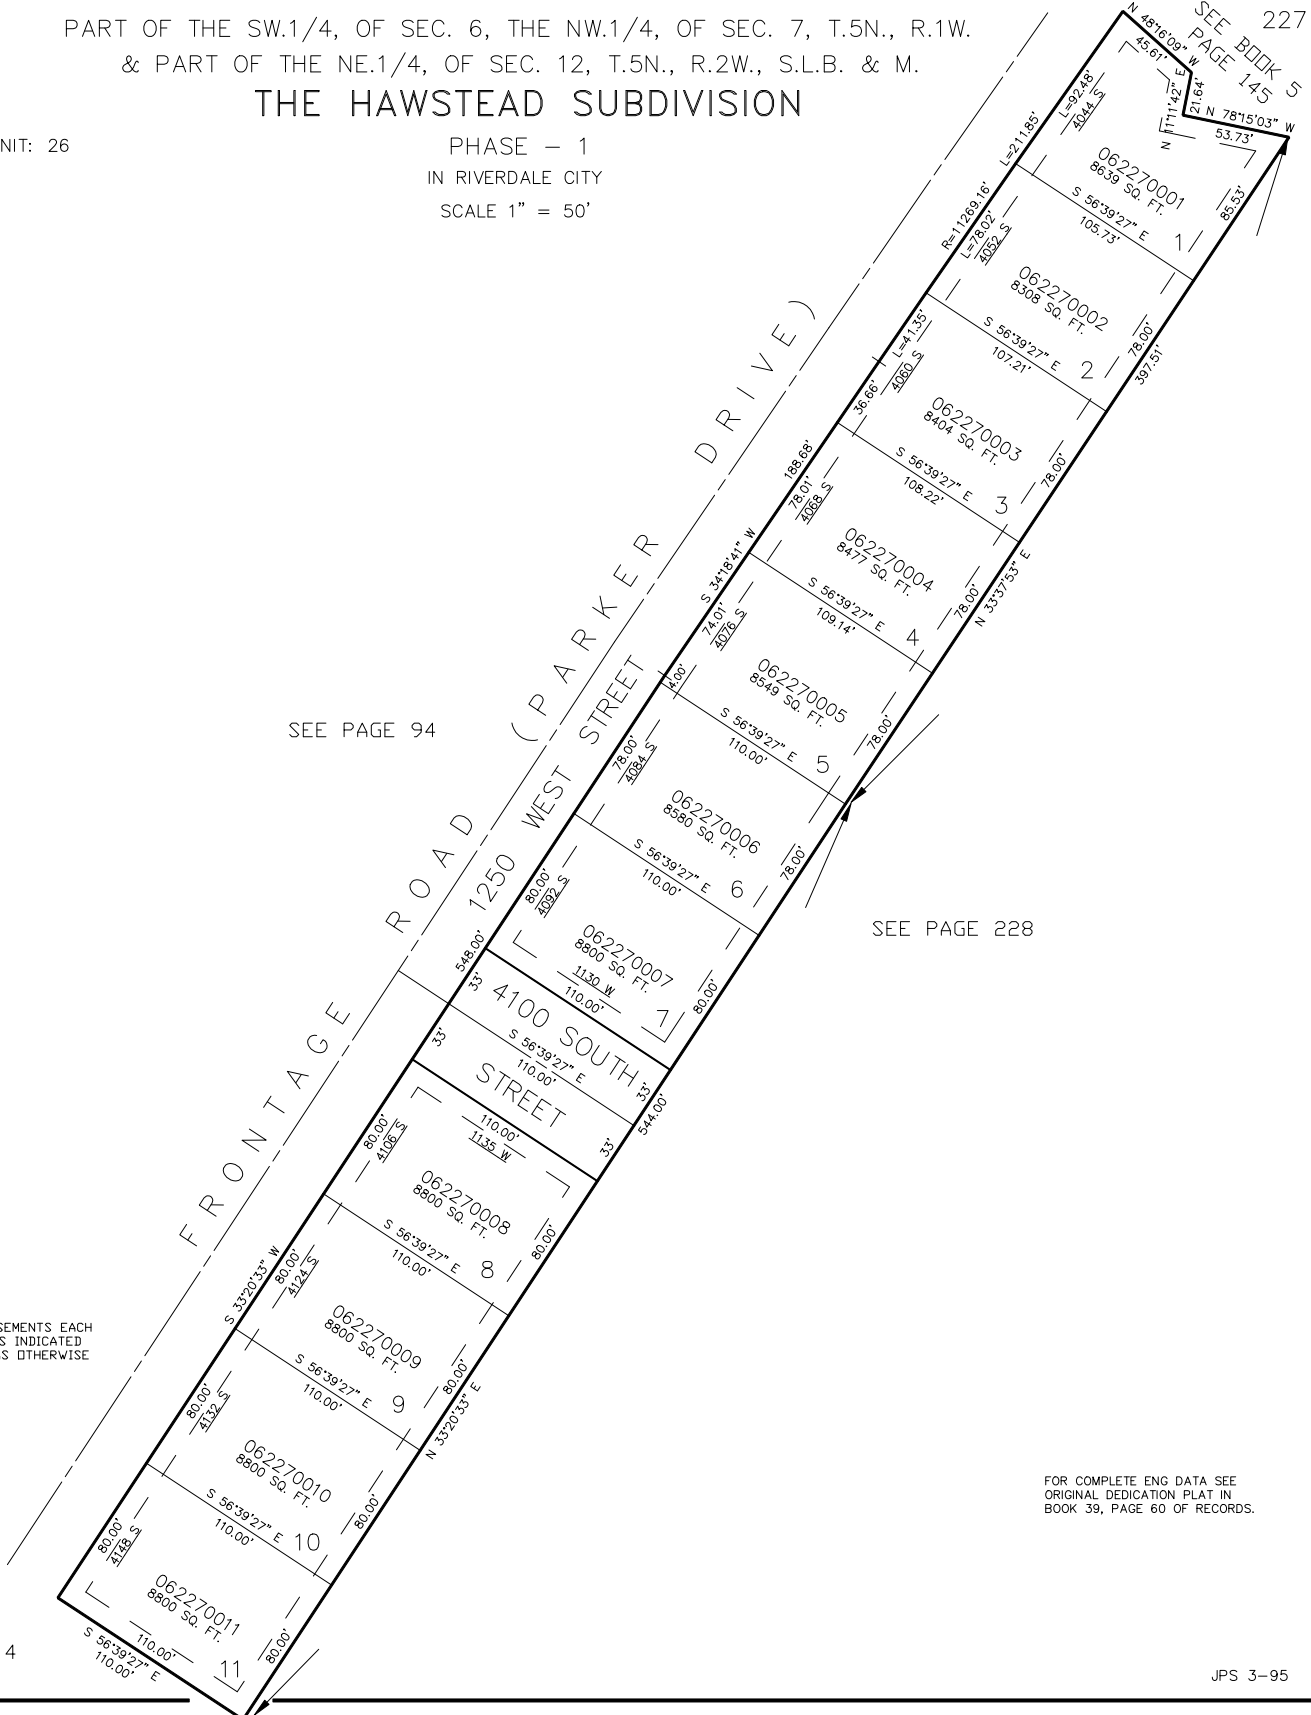 PART OF THE SW.1/4, OF SEC. 6, THE NW.1/4, OF SEC. 7, T.5N., R.1W.
& PART OF THE NE.1/4, OF SEC. 12, T.5N., R.2W., S.L.B. & M.
THE HAWSTEAD SUBDIVISION
PHASE – 1
IN RIVERDALE CITY
SCALE 1" = 50'
NIT: 26
227
SEE BOOK 5
PAGE 145
N 48°16'09" W
45.61'
N 11°11'42" E
21.64'
N 78°15'03" W
53.73'
L=211.85'
R=11269.16'
L=92.48'
4044 S
062270001
8639 SQ. FT.
85.53'
1
S 56°39'27" E
105.73'
L=78.02'
4052 S
062270002
8308 SQ. FT.
78.00'
397.51'
2
S 56°39'27" E
107.21'
L=41.35'
36.66'
4060 S
062270003
8404 SQ. FT.
78.00'
3
S 56°39'27" E
108.22'
188.68'
S 34°18'41" W
78.01'
4068 S
062270004
8477 SQ. FT.
78.00'
N 33°37'53" E
4
S 56°39'27" E
109.14'
74.01'
4076 S
4.00'
062270005
8549 SQ. FT.
78.00'
5
S 56°39'27" E
110.00'
78.00'
4084 S
062270006
8580 SQ. FT.
78.00'
6
S 56°39'27" E
110.00'
80.00'
4092 S
062270007
8800 SQ. FT.
1130 W
110.00'
80.00'
7
548.00'
33'
33'
4100 SOUTH
STREET
S 56°39'27" E
110.00'
33'
33'
544.00'
110.00'
1135 W
80.00'
4106 S
062270008
8800 SQ. FT.
80.00'
8
S 56°39'27" E
110.00'
S 33°20'33" W
80.00'
4124 S
062270009
8800 SQ. FT.
80.00'
N 33°20'33" E
9
S 56°39'27" E
110.00'
80.00'
4132 S
062270010
8800 SQ. FT.
80.00'
10
S 56°39'27" E
110.00'
80.00'
4148 S
062270011
8800 SQ. FT.
80.00'
11
110.00'
S 56°39'27" E
110.00'
FRONTAGE ROAD (PARKER DRIVE)
1250 WEST STREET
SEE PAGE 94
SEE PAGE 228
SEMENTS EACH
S INDICATED
S OTHERWISE
FOR COMPLETE ENG DATA SEE
ORIGINAL DEDICATION PLAT IN
BOOK 39, PAGE 60 OF RECORDS.
4
JPS 3–95